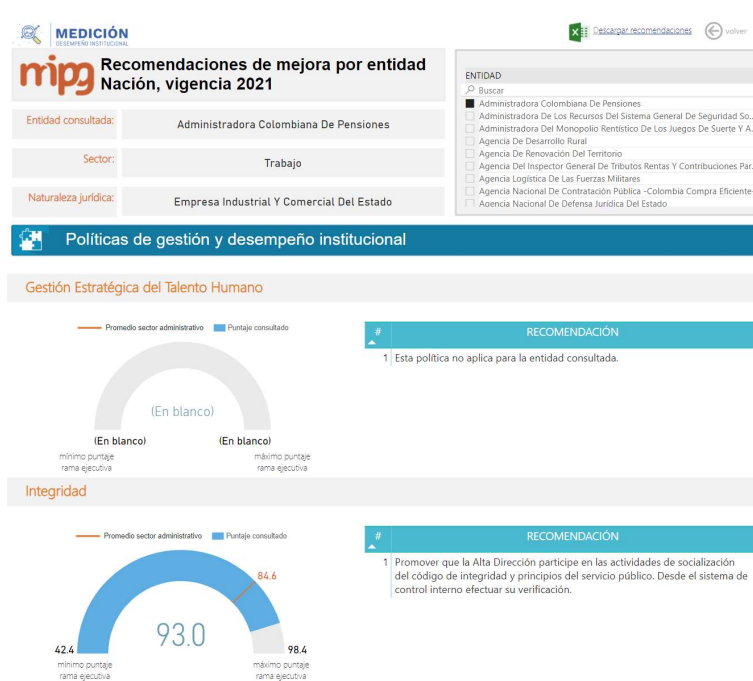 MEDICIÓN
DESEMPEÑO INSTITUCIONAL
Descargar recomendaciones
volver
mipg
Recomendaciones de mejora por entidad
Nación, vigencia 2021
Entidad consultada:
Administradora Colombiana De Pensiones
Sector:
Trabajo
Naturaleza jurídica:
Empresa Industrial Y Comercial Del Estado
ENTIDAD
Buscar
Administradora Colombiana De Pensiones
Administradora De Los Recursos Del Sistema General De Seguridad So...
Administradora Del Monopolio Rentístico De Los Juegos De Suerte Y A...
Agencia De Desarrollo Rural
Agencia De Renovación Del Territorio
Agencia Del Inspector General De Tributos Rentas Y Contribuciones Par...
Agencia Logística De Las Fuerzas Militares
Agencia Nacional De Contratación Pública -Colombia Compra Eficiente-
Agencia Nacional De Defensa Jurídica Del Estado
Políticas de gestión y desempeño institucional
Gestión Estratégica del Talento Humano
Promedio sector administrativo
Puntaje consultado
(En blanco)
(En blanco)
(En blanco)
mínimo puntaje
rama ejecutiva
máximo puntaje
rama ejecutiva
# RECOMENDACIÓN
1 Esta política no aplica para la entidad consultada.
Integridad
Promedio sector administrativo
Puntaje consultado
84.6
93.0
42.4
98.4
mínimo puntaje
rama ejecutiva
máximo puntaje
rama ejecutiva
# RECOMENDACIÓN
1 Promover que la Alta Dirección participe en las actividades de socialización
del código de integridad y principios del servicio público. Desde el sistema de
control interno efectuar su verificación.